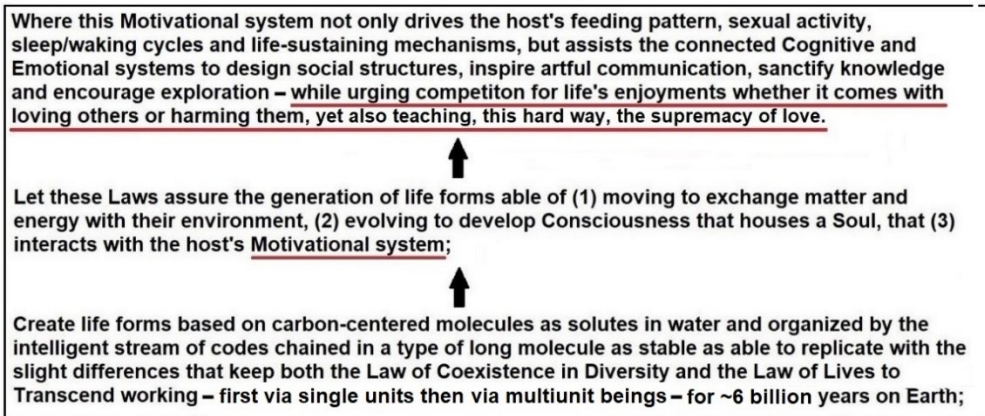 Where this Motivational system not only drives the host's feeding pattern, sexual activity,
sleep/waking cycles and life-sustaining mechanisms, but assists the connected Cognitive and
Emotional systems to design social structures, inspire artful communication, sanctify knowledge
and encourage exploration – while urging competiton for life's enjoyments whether it comes with
loving others or harming them, yet also teaching, this hard way, the supremacy of love.
Let these Laws assure the generation of life forms able of (1) moving to exchange matter and
energy with their environment, (2) evolving to develop Consciousness that houses a Soul, that (3)
interacts with the host's Motivational system;
Create life forms based on carbon-centered molecules as solutes in water and organized by the
intelligent stream of codes chained in a type of long molecule as stable as able to replicate with the
slight differences that keep both the Law of Coexistence in Diversity and the Law of Lives to
Transcend working – first via single units then via multiunit beings – for ~6 billion years on Earth;